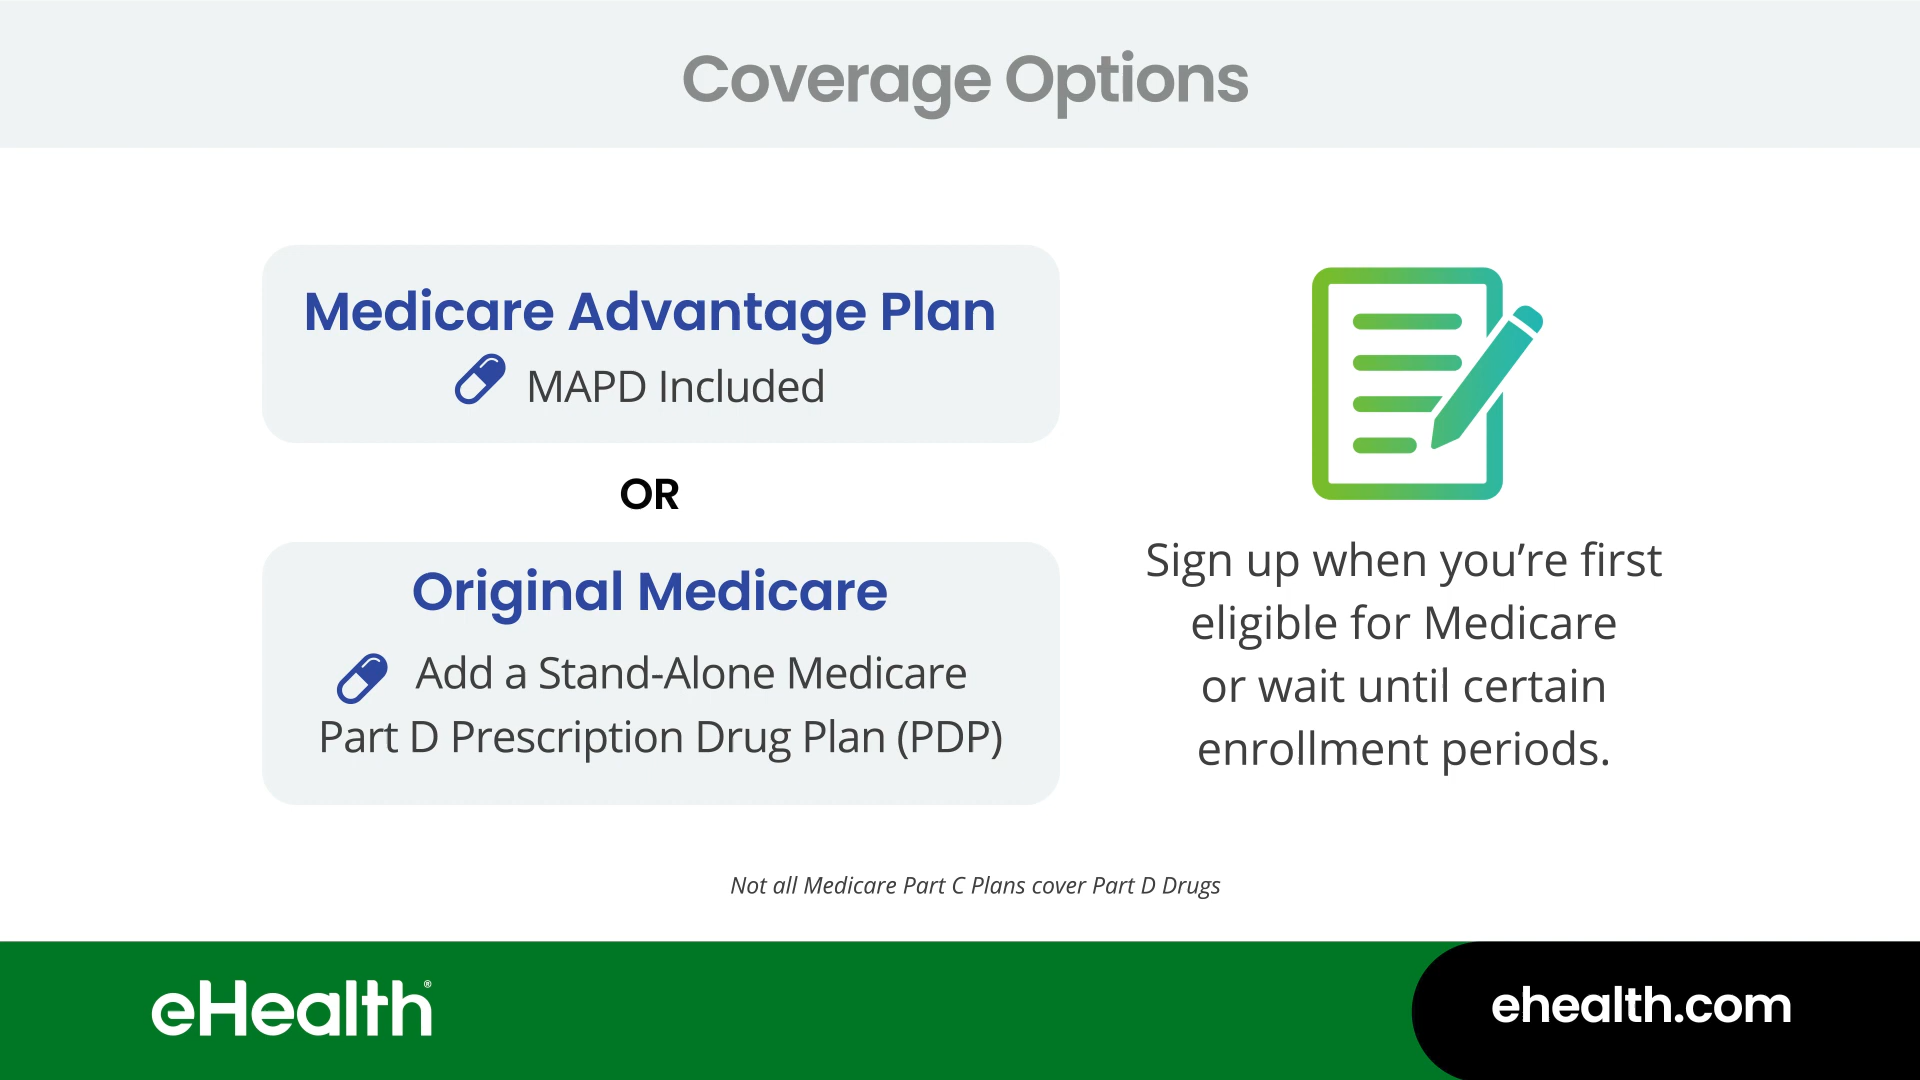 Coverage Options
Medicare Advantage Plan
MAPD Included
OR
Original Medicare
Add a Stand-Alone Medicare
Part D Prescription Drug Plan (PDP)
Sign up when you’re first
eligible for Medicare
or wait until certain
enrollment periods.
Not all Medicare Part C Plans cover Part D Drugs
eHealth®
ehealth.com